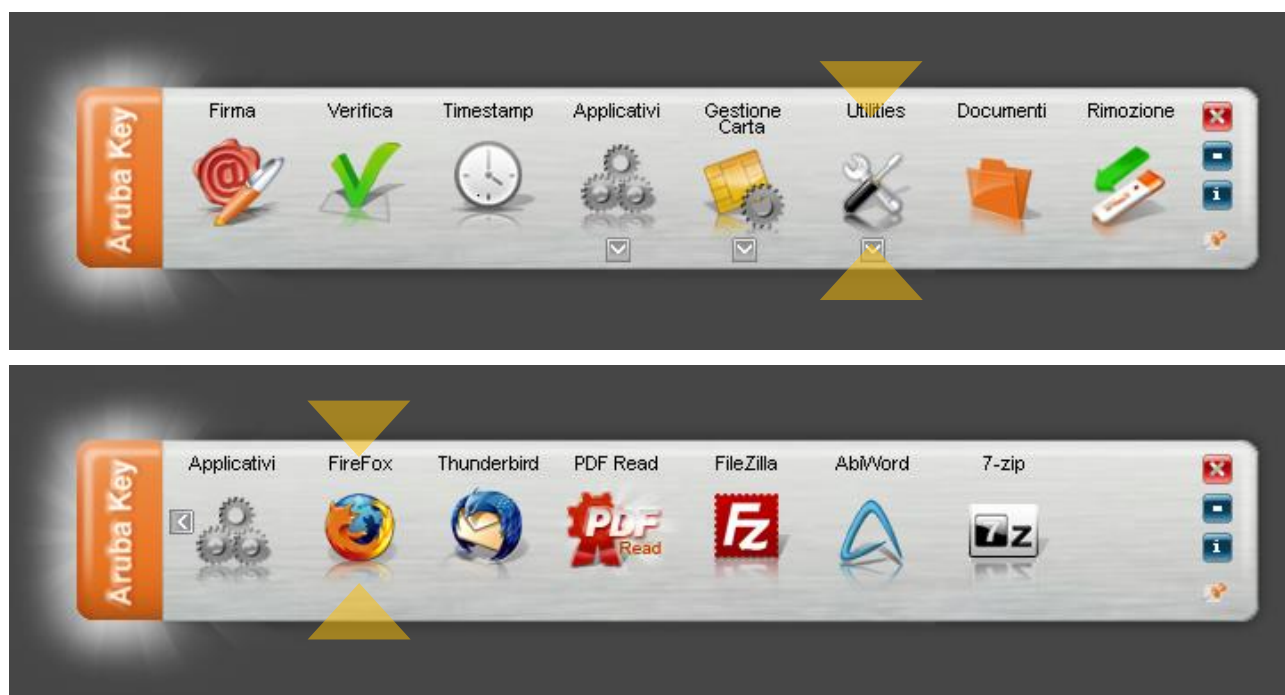 Aruba Key
Firma
Verifica
Timestamp
Applicativi
Gestione
Carta
Utilities
Documenti
Rimozione
i
@
Aruba Key
Applicativi
FireFox
Thunderbird
PDF Read
FileZilla
AbiWord
7-zip
PDF
Read
FZ
7z
i